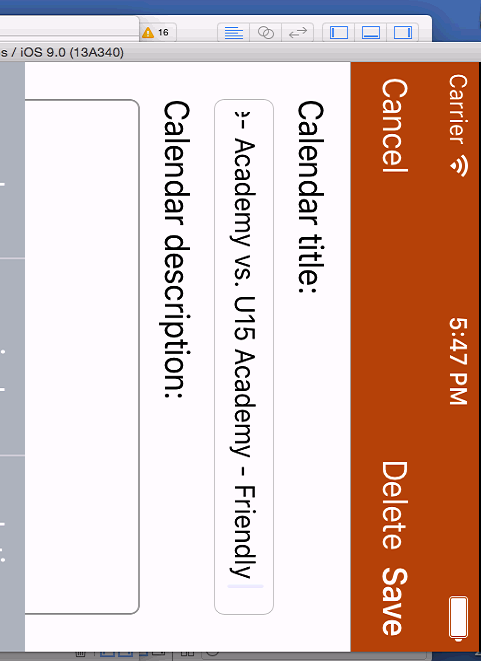 16
s / iOS 9.0 (13A340)
Carrier 5:47 PM
Cancel Delete Save
Calendar title:
- Academy vs. U15 Academy - Friendly
Calendar description: